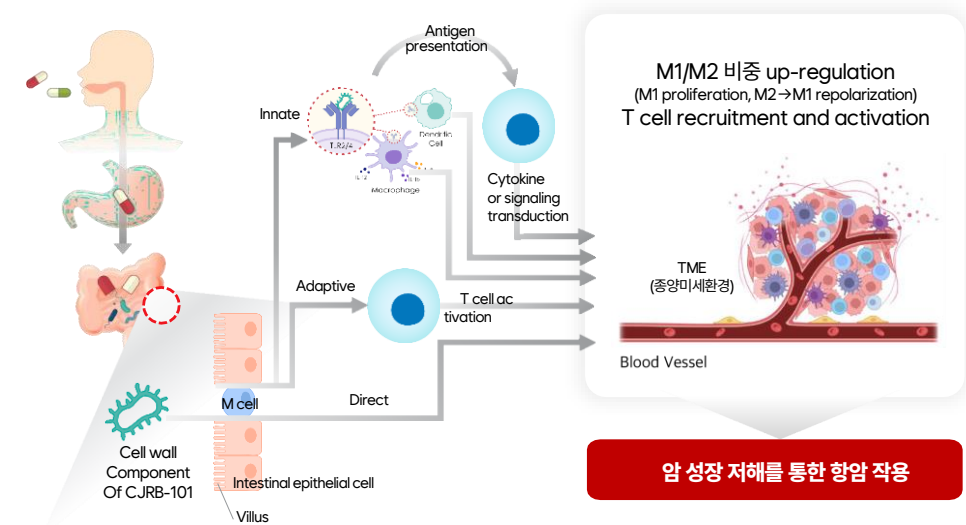 Antigen
presentation
Innate
TLR2/4
Dendritic
Cell
Macrophage
Cytokine
or signaling
transduction
Adaptive
T cell ac
tivation
M cell
Direct
Cell wall
Component
Of CJRB-101
Intestinal epithelial cell
Villus
M1/M2 비중 up-regulation
(M1 proliferation, M2→M1 repolarization)
T cell recruitment and activation
TME
(종양미세환경)
Blood Vessel
암 성장 저해를 통한 항암 작용